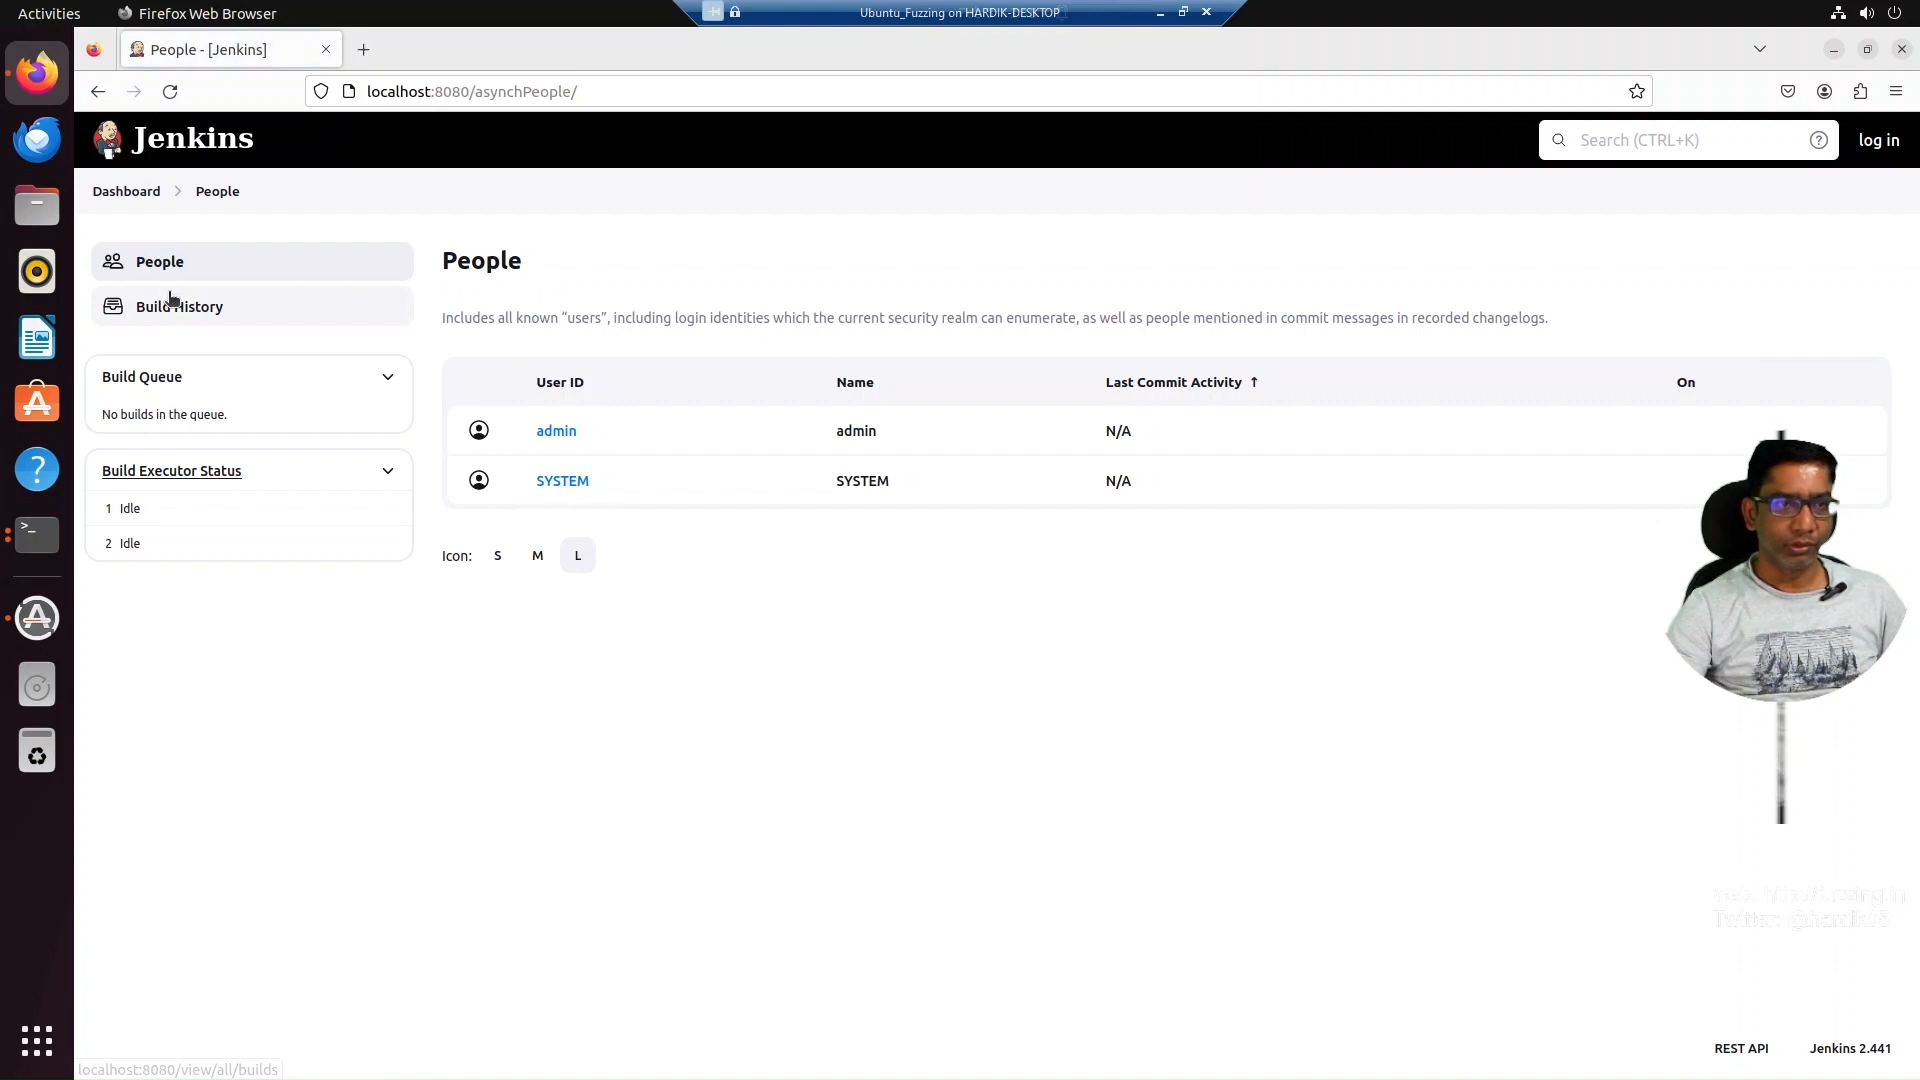 Activities
Firefox Web Browser
Ubuntu_Fuzzing on HARDIK-DESKTOP
People - [Jenkins]
localhost:8080/asynchPeople/
Jenkins
Search (CTRL+K)
log in
Dashboard
People
People
Build History
Build Queue
No builds in the queue.
Build Executor Status
1 Idle
2 Idle
People
Includes all known “users”, including login identities which the current security realm can enumerate, as well as people mentioned in commit messages in recorded changelogs.
User ID Name Last Commit Activity ↑ On
admin admin N/A
SYSTEM SYSTEM N/A
Icon: S M L
REST API
Jenkins 2.441
localhost:8080/view/all/builds